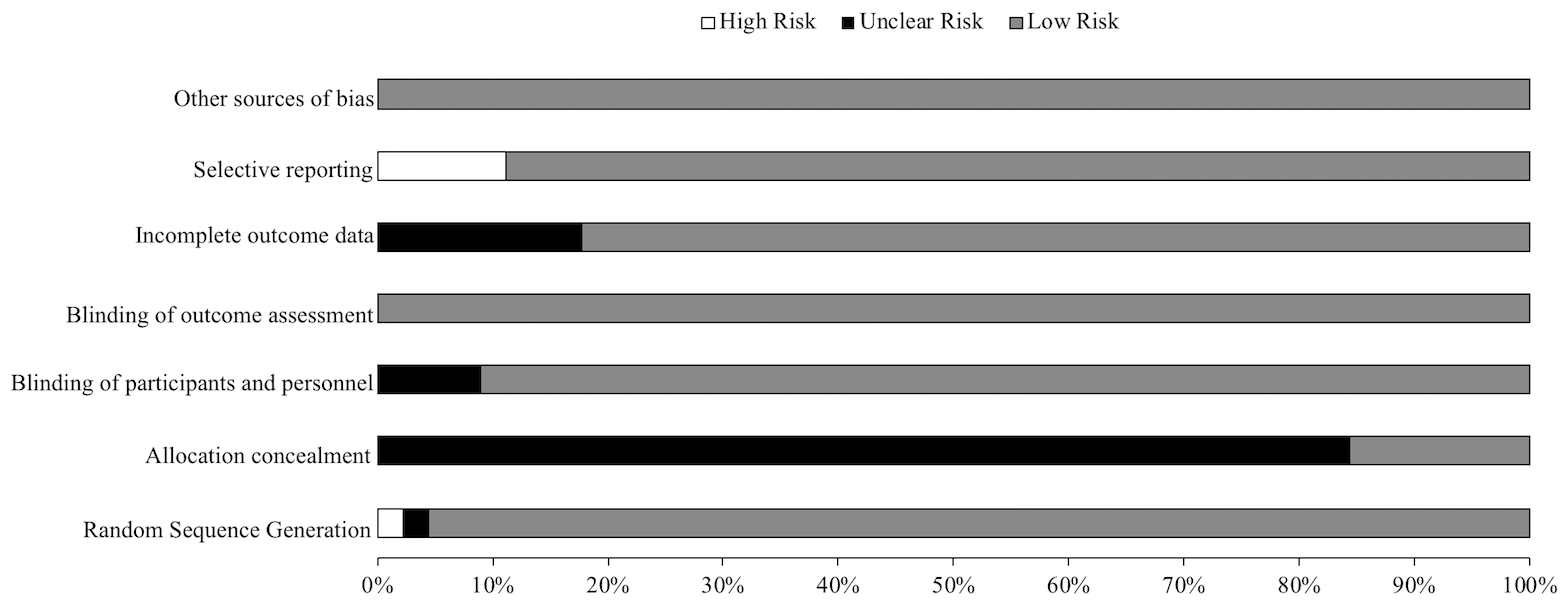 High Risk Unclear Risk Low Risk
Other sources of bias
Selective reporting
Incomplete outcome data
Blinding of outcome assessment
Blinding of participants and personnel
Allocation concealment
Random Sequence Generation
0% 10% 20% 30% 40% 50% 60% 70% 80% 90% 100%